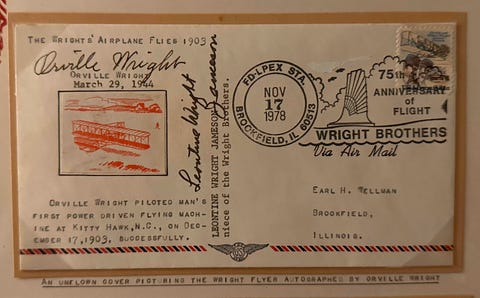 THE WRIGHTS' AIRPLANE FLIES 1903
Orville Wright
ORVILLE WRIGHT
March 29, 1944
ORVILLE WRIGHT PILOTED MAN'S
FIRST POWER DRIVEN FLYING MACH-
INE AT KITTY HAWK,N.C., ON DEC-
EMBER 17,1903, SUCCESSFULLY.
Leontine Wright Jameson
LEONTINE WRIGHT JAMESON
niece of the Wright Brothers.
FD-LPEX STA.
NOV
17
1978
BROOKFIELD, IL 60513
75th
ANNIVERSARY
of
FLIGHT
WRIGHT BROTHERS
Via Air Mail
EARL H. WELLMAN
BROOKFIELD,
ILLINOIS.
AN UNFLOWN COVER PICTURING THE WRIGHT FLYER AUTOGRAPHED BY ORVILLE WRIGHT